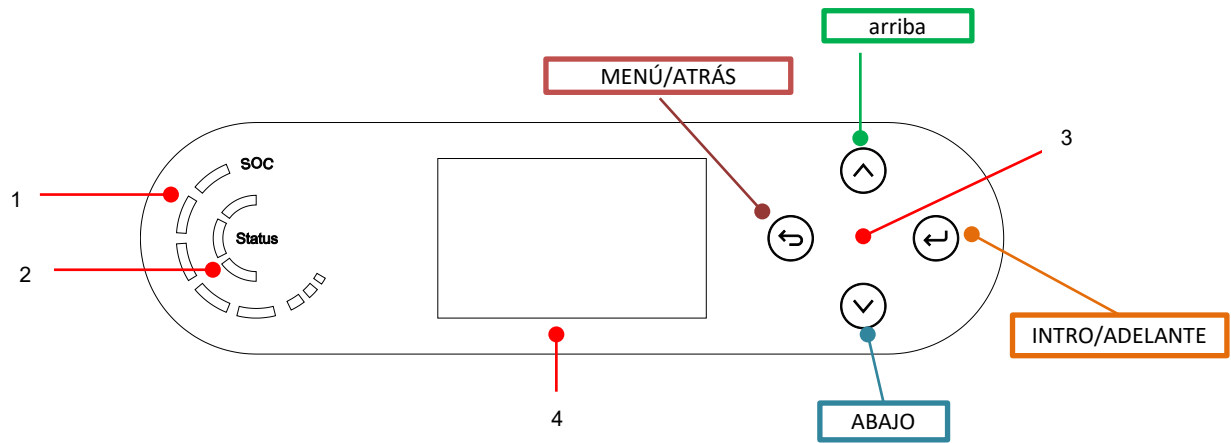 arriba
MENÚ/ATRÁS
SOC
3
1
Status
2
INTRO/ADELANTE
4
ABAJO